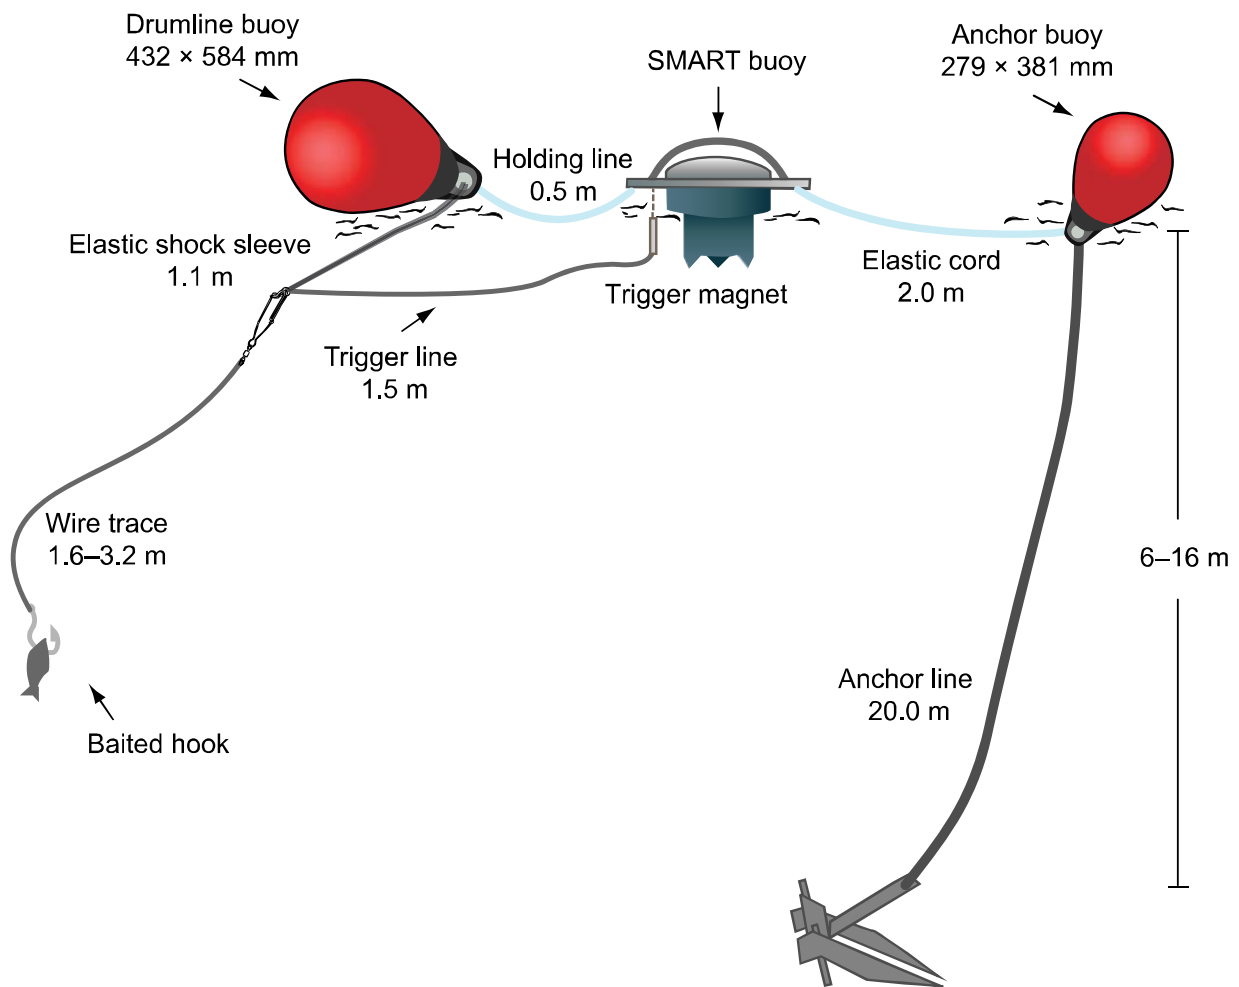 Drumline buoy
432 × 584 mm
SMART buoy
Anchor buoy
279 × 381 mm
Holding line
0.5 m
Elastic shock sleeve
1.1 m
Trigger magnet
Elastic cord
2.0 m
Trigger line
1.5 m
Wire trace
1.6–3.2 m
6–16 m
Anchor line
20.0 m
Baited hook